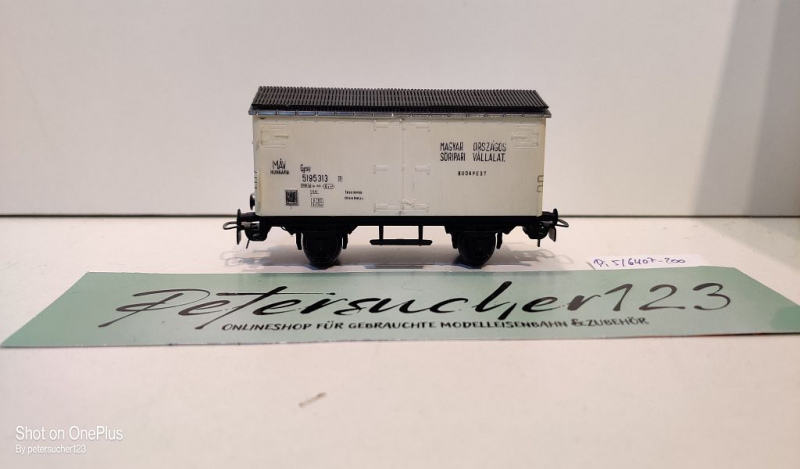 MAGYAR ORSZÁGOS
SÖRIPARI VÁLLALAT.
BUDAPEST
MÁV
HUNGARIA
5195313
Pi 5/6407-200
Petersucher123
ONLINESHOP FÜR GEBRAUCHTE MODELLEISENBAHN & ZUBEHÖR
Shot on OnePlus
By petersucher123